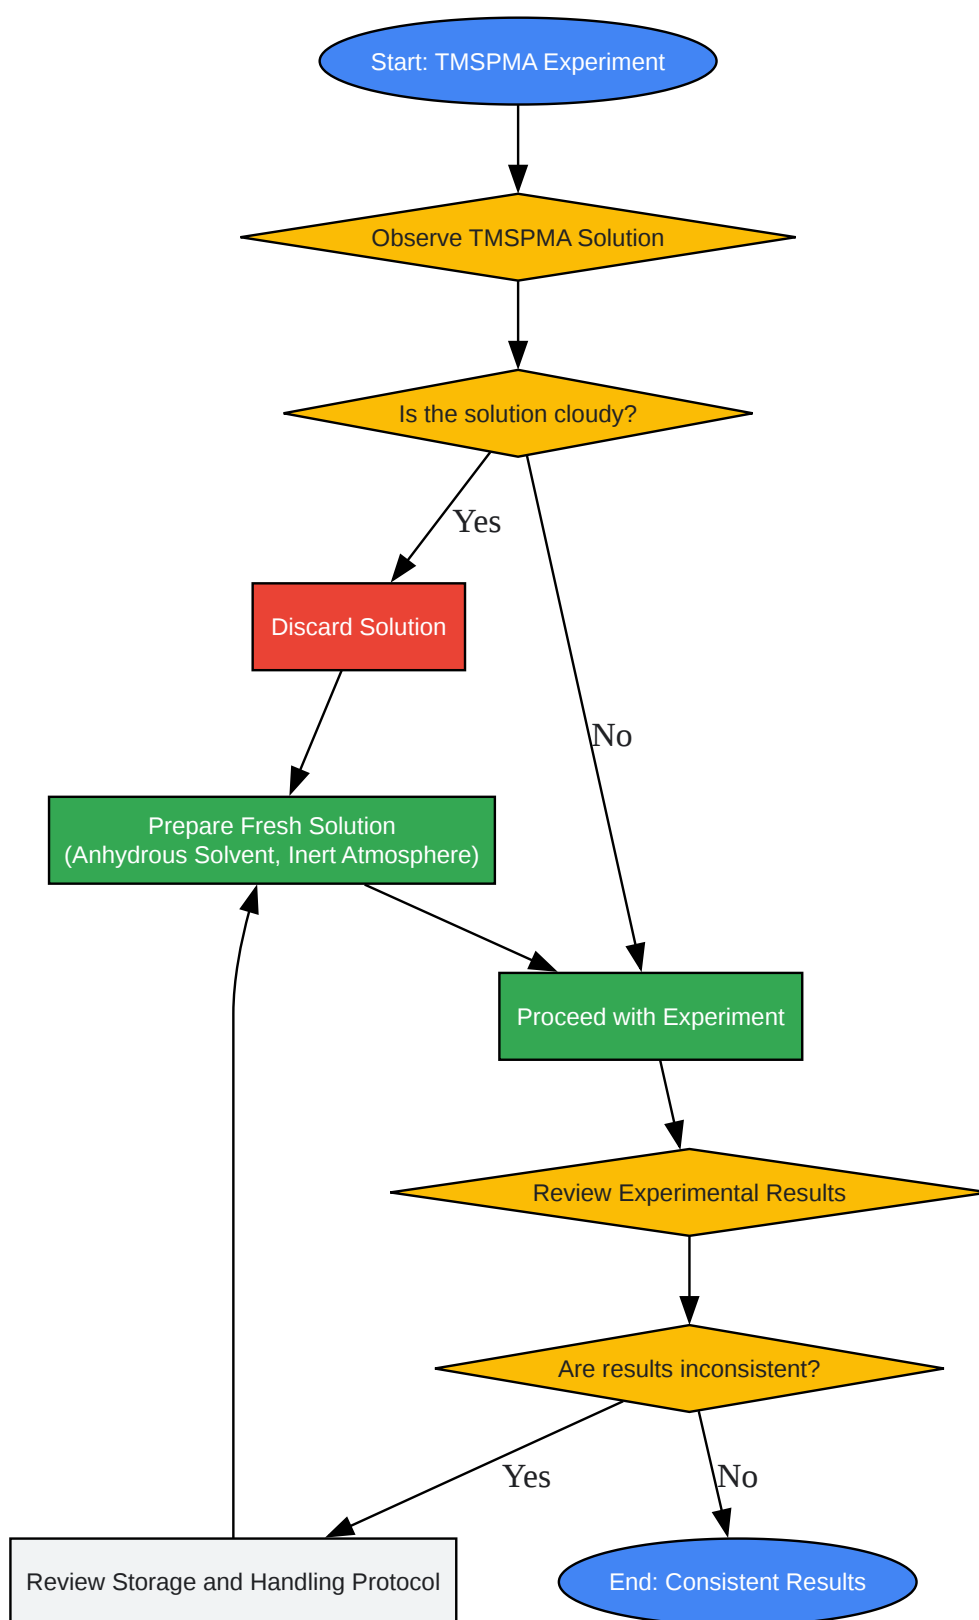 Start: TMSPMA Experiment
Observe TMSPMA Solution
Is the solution cloudy?
Yes
Discard Solution
No
Prepare Fresh Solution
(Anhydrous Solvent, Inert Atmosphere)
Proceed with Experiment
Review Experimental Results
Are results inconsistent?
Yes
No
Review Storage and Handling Protocol
End: Consistent Results